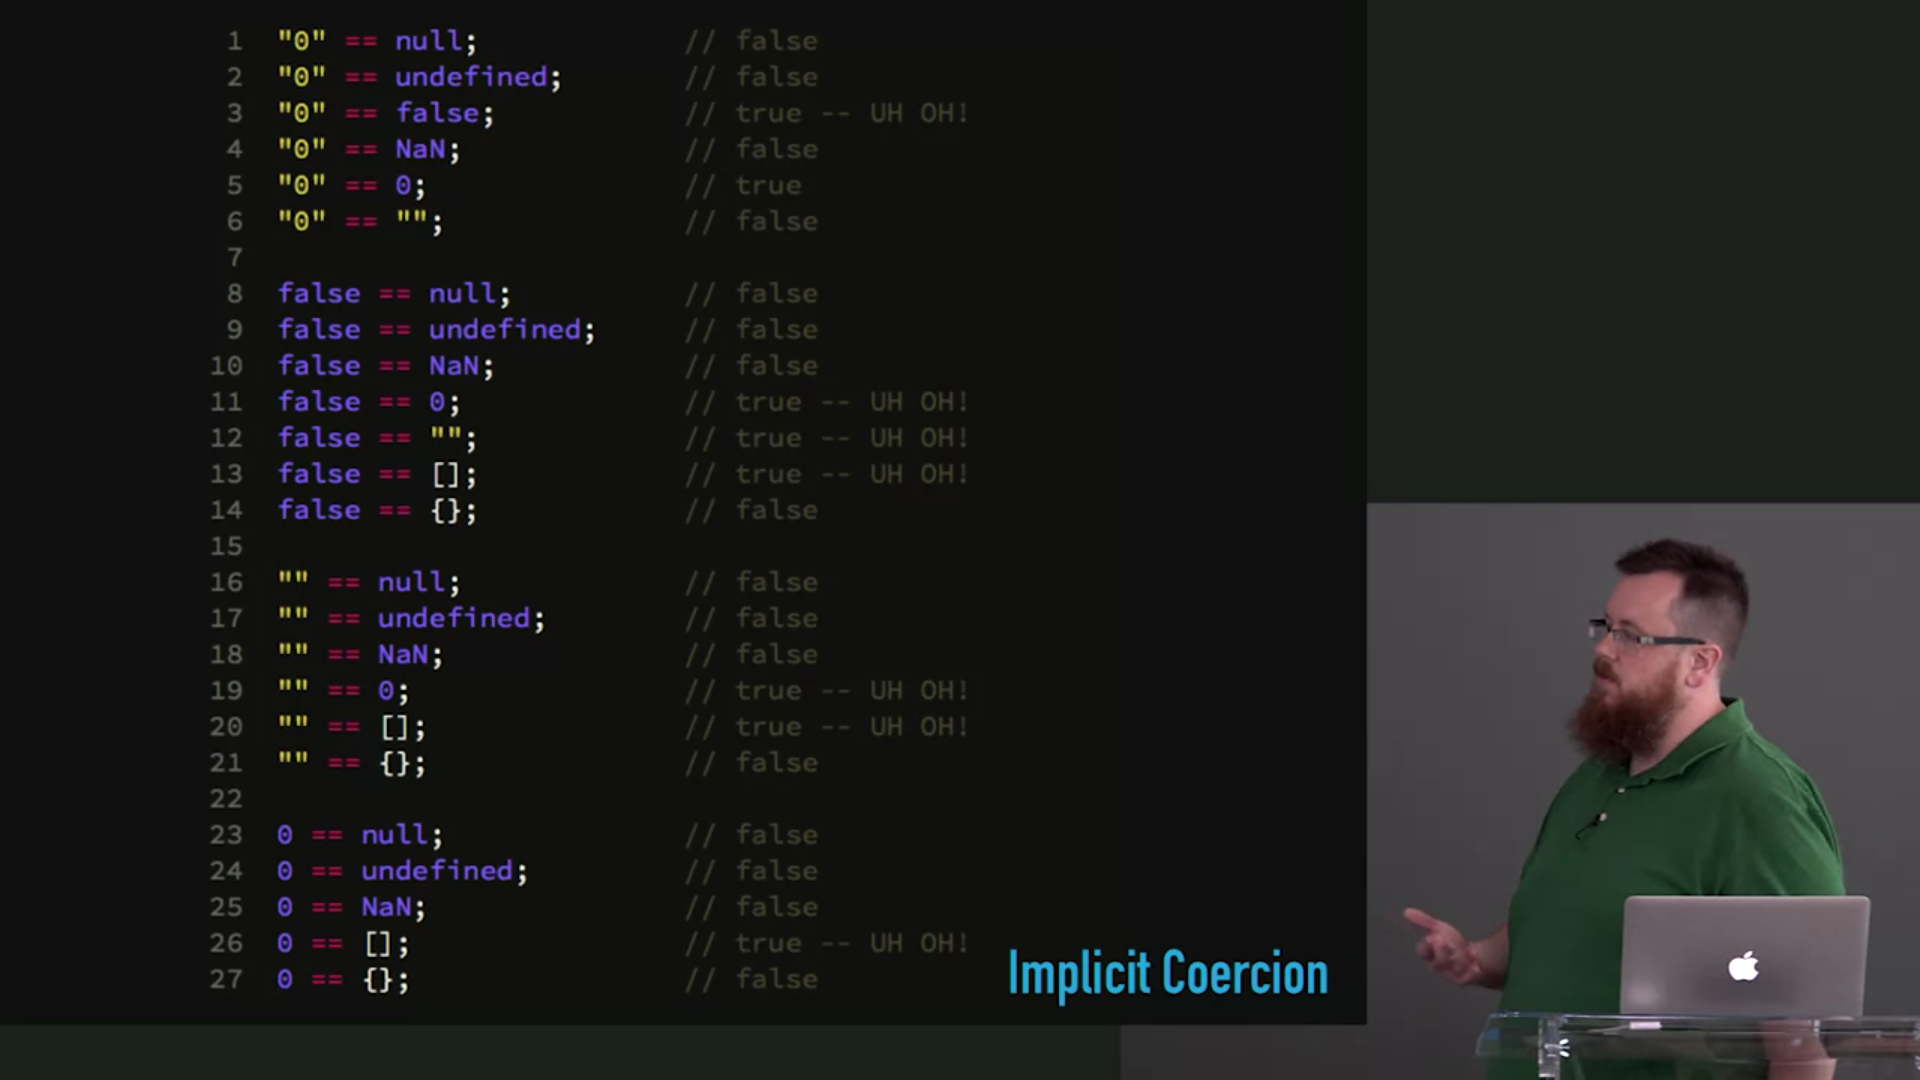 1 "0" == null; // false
2 "0" == undefined; // false
3 "0" == false; // true -- UH OH!
4 "0" == NaN; // false
5 "0" == 0; // true
6 "0" == ""; // false
7
8 false == null; // false
9 false == undefined; // false
10 false == NaN; // false
11 false == 0; // true -- UH OH!
12 false == ""; // true -- UH OH!
13 false == []; // true -- UH OH!
14 false == {}; // false
15
16 "" == null; // false
17 "" == undefined; // false
18 "" == NaN; // false
19 "" == 0; // true -- UH OH!
20 "" == []; // true -- UH OH!
21 "" == {}; // false
22
23 0 == null; // false
24 0 == undefined; // false
25 0 == NaN; // false
26 0 == []; // true -- UH OH!
27 0 == {}; // false
Implicit Coercion